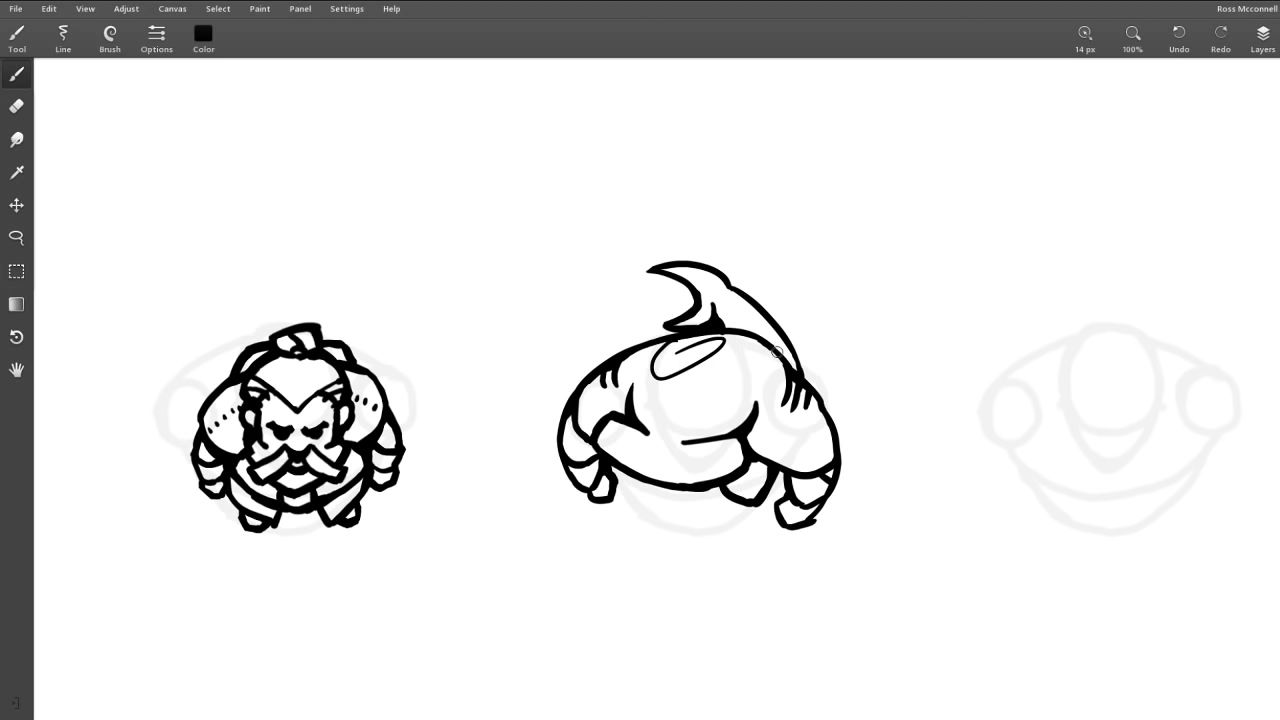 File Edit View Adjust Canvas Select Paint Panel Settings Help Ross Mcconnell
Tool Line Brush Options Color 14 px 100% Undo Redo Layers